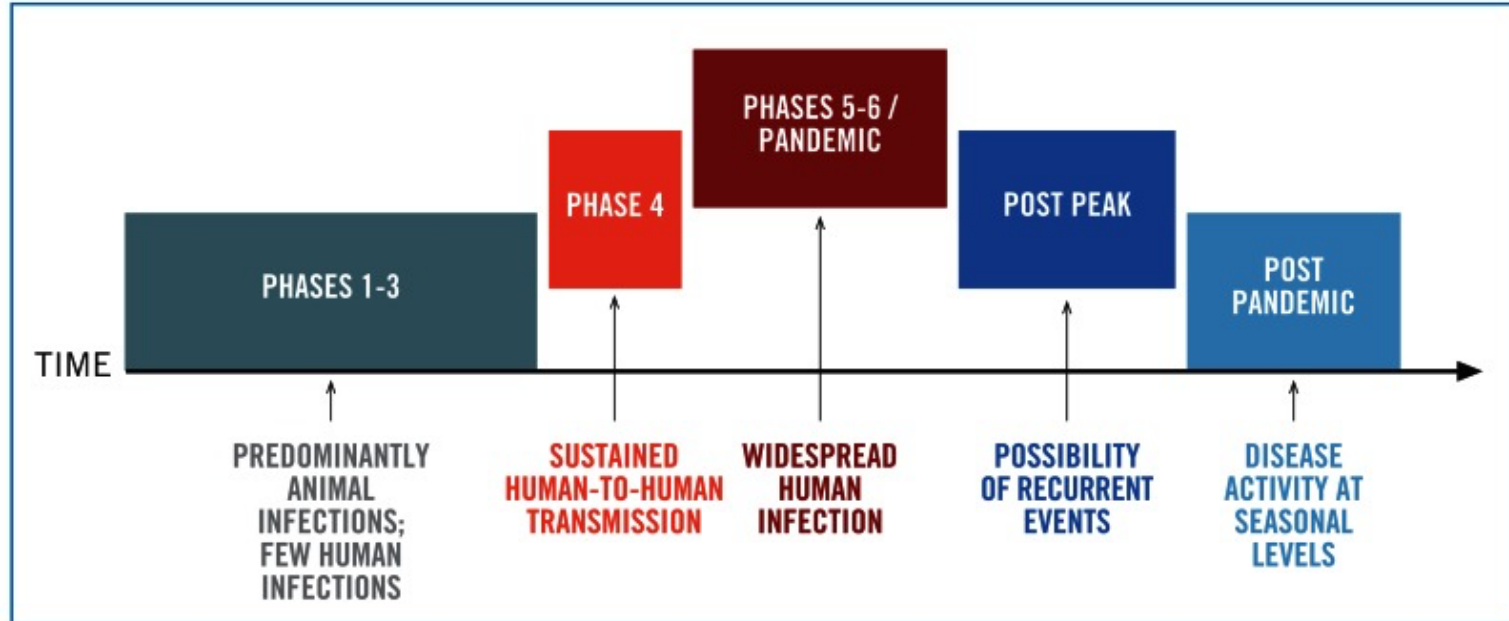 PHASES 5-6 /
PANDEMIC
PHASE 4
POST PEAK
PHASES 1-3
POST
PANDEMIC
TIME
PREDOMINANTLY
ANIMAL
INFECTIONS;
FEW HUMAN
INFECTIONS
SUSTAINED
HUMAN-TO-HUMAN
TRANSMISSION
WIDESPREAD
HUMAN
INFECTION
POSSIBILITY
OF RECURRENT
EVENTS
DISEASE
ACTIVITY AT
SEASONAL
LEVELS